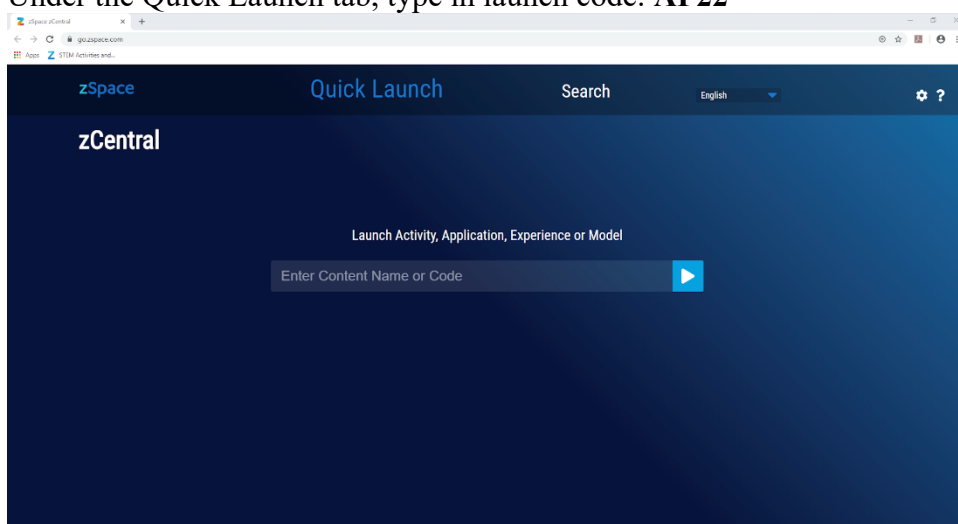 Under the Quick Launch tab, type in launch code: AP22
zSpace zCentral
go.zspace.com
Apps STEM Activities and...
zSpace Quick Launch Search English ?
zCentral
Launch Activity, Application, Experience or Model
Enter Content Name or Code